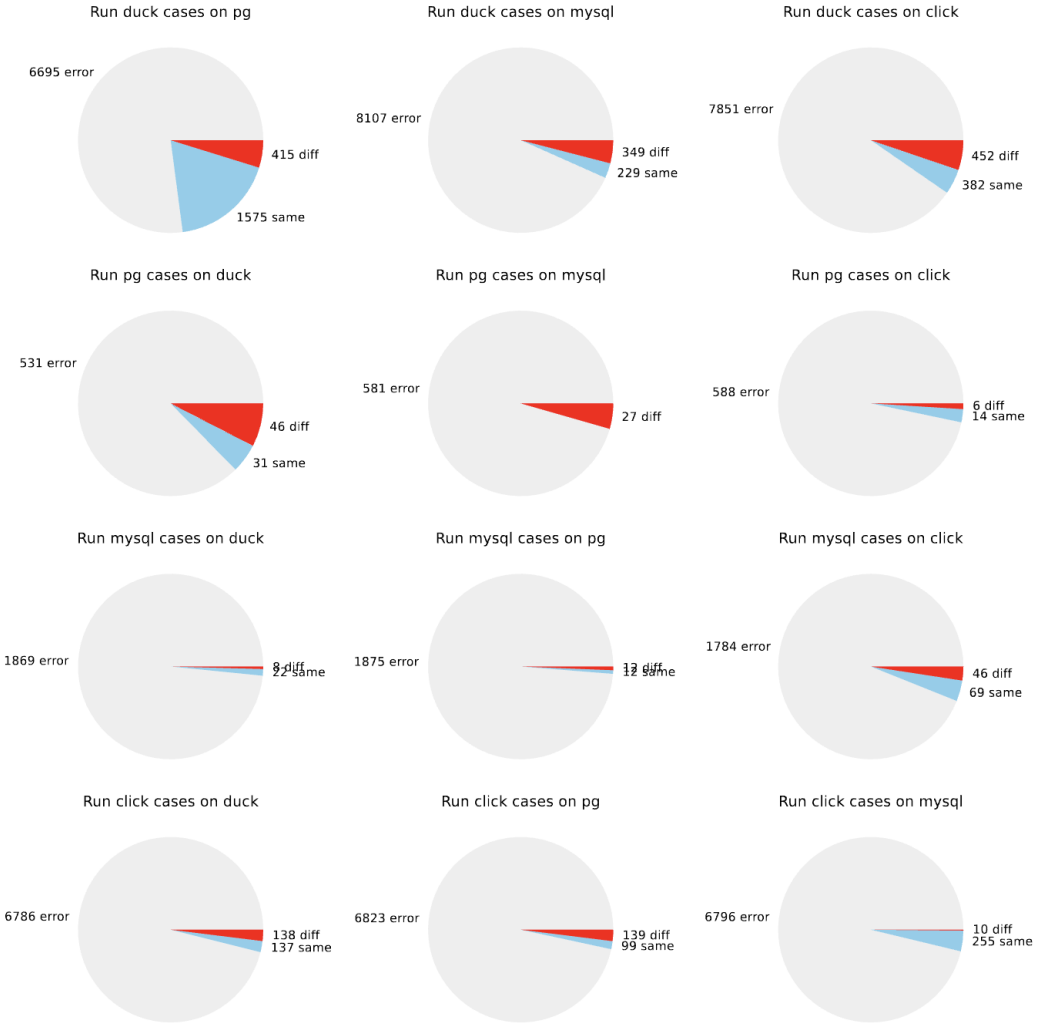 Run duck cases on pg
Run duck cases on mysql
Run duck cases on click
6695 error
415 diff
1575 same
8107 error
349 diff
229 same
7851 error
452 diff
382 same
Run pg cases on duck
Run pg cases on mysql
Run pg cases on click
531 error
46 diff
31 same
581 error
27 diff
588 error
6 diff
14 same
Run mysql cases on duck
Run mysql cases on pg
Run mysql cases on click
1869 error
8 diff
22 same
1875 error
diff
12 same
1784 error
46 diff
69 same
Run click cases on duck
Run click cases on pg
Run click cases on mysql
6786 error
138 diff
137 same
6823 error
139 diff
99 same
6796 error
10 diff
255 same